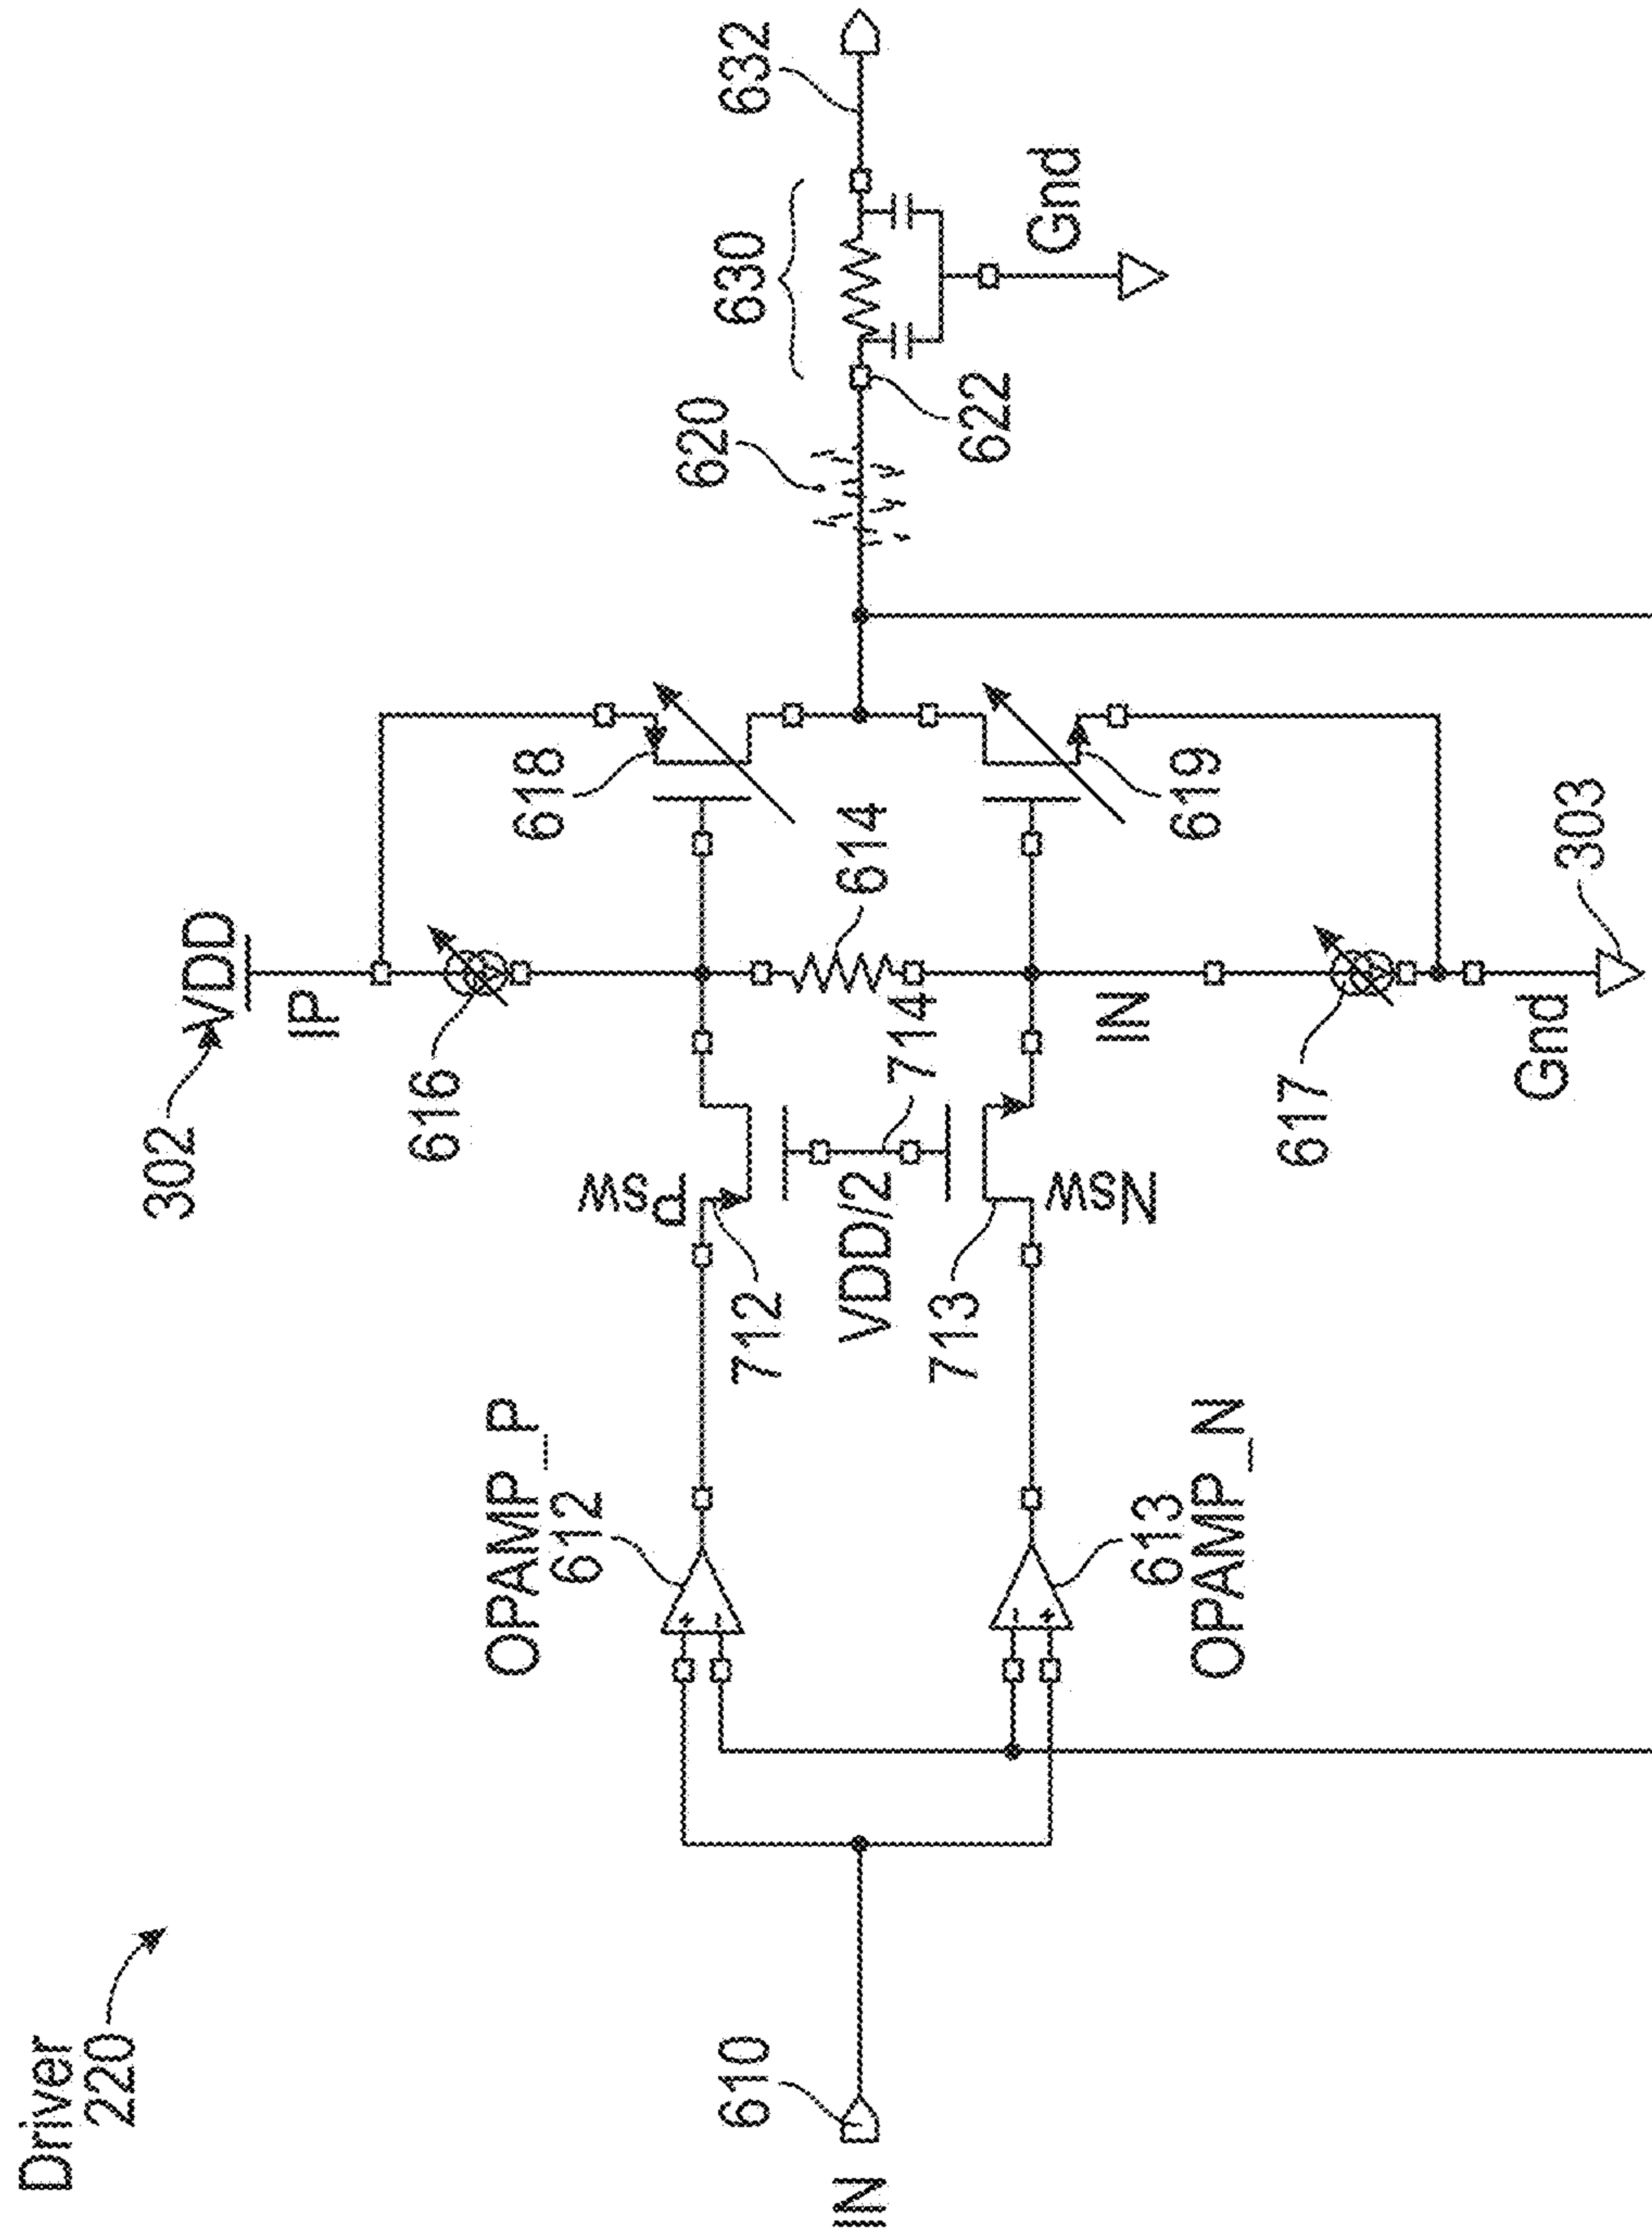 Driver
220
IN
610
OPAMP_P
612
613
OPAMP_N
302
VDD
IP
616
712
PSW
VDD/2
714
713
NSW
614
IN
617
Gnd
303
618
619
620
622
630
Gnd
632